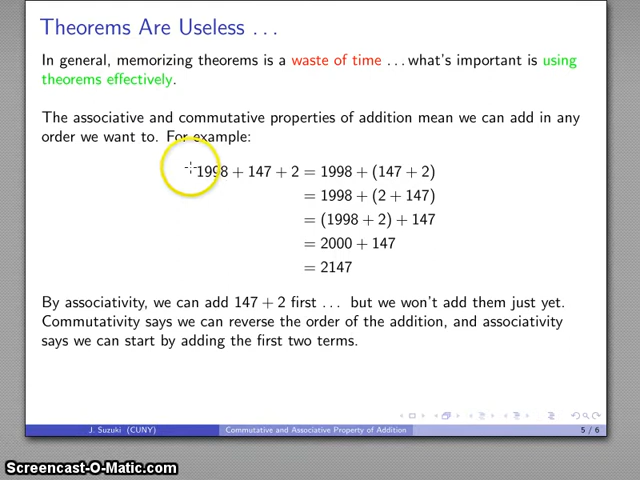 Theorems Are Useless . . .
In general, memorizing theorems is a waste of time . . . what's important is using
theorems effectively.
The associative and commutative properties of addition mean we can add in any
order we want to. For example:
1998 + 147 + 2 = 1998 + (147 + 2)
= 1998 + (2 + 147)
= (1998 + 2) + 147
= 2000 + 147
= 2147
By associativity, we can add 147 + 2 first . . . but we won't add them just yet.
Commutativity says we can reverse the order of the addition, and associativity
says we can start by adding the first two terms.
J. Suzuki (CUNY) Commutative and Associative Property of Addition 5 / 6
Screencast-O-Matic.com